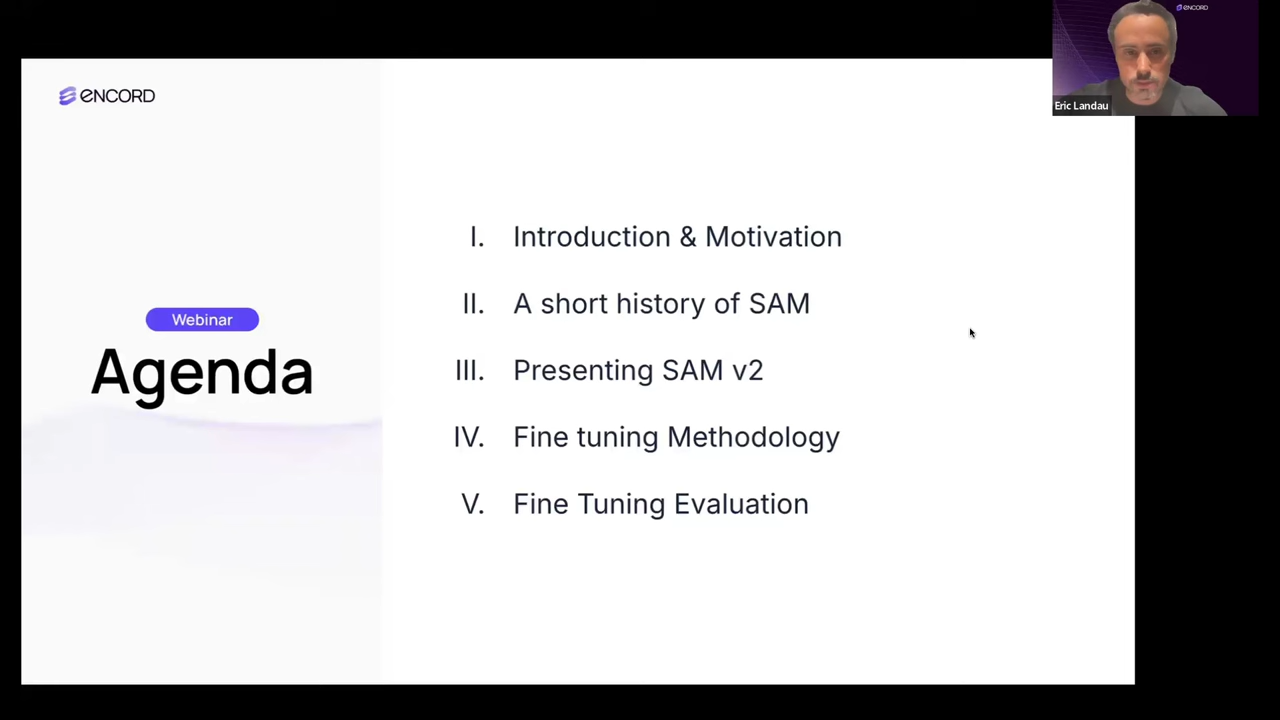 ENCORD
ENCORD
Eric Landau
Webinar
Agenda
I. Introduction & Motivation
II. A short history of SAM
III. Presenting SAM v2
IV. Fine tuning Methodology
V. Fine Tuning Evaluation